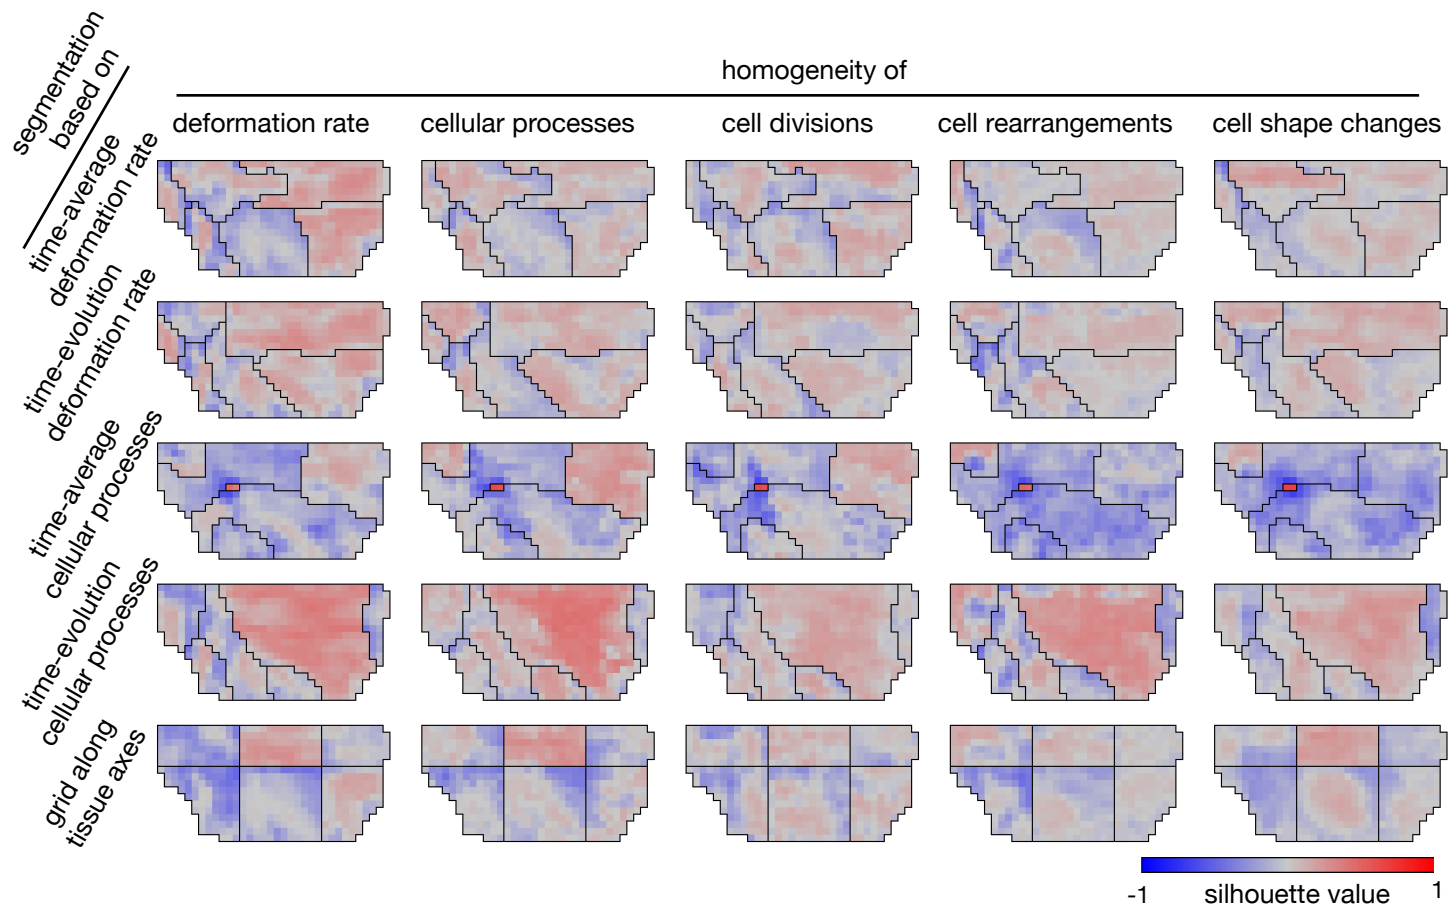 segmentation
based on
homogeneity of
deformation rate
cellular processes
cell divisions
cell rearrangements
cell shape changes
time-average
deformation rate
time-evolution
deformation rate
time-average
cellular processes
time-evolution
cellular processes
grid along
tissue axes
-1
silhouette value
1